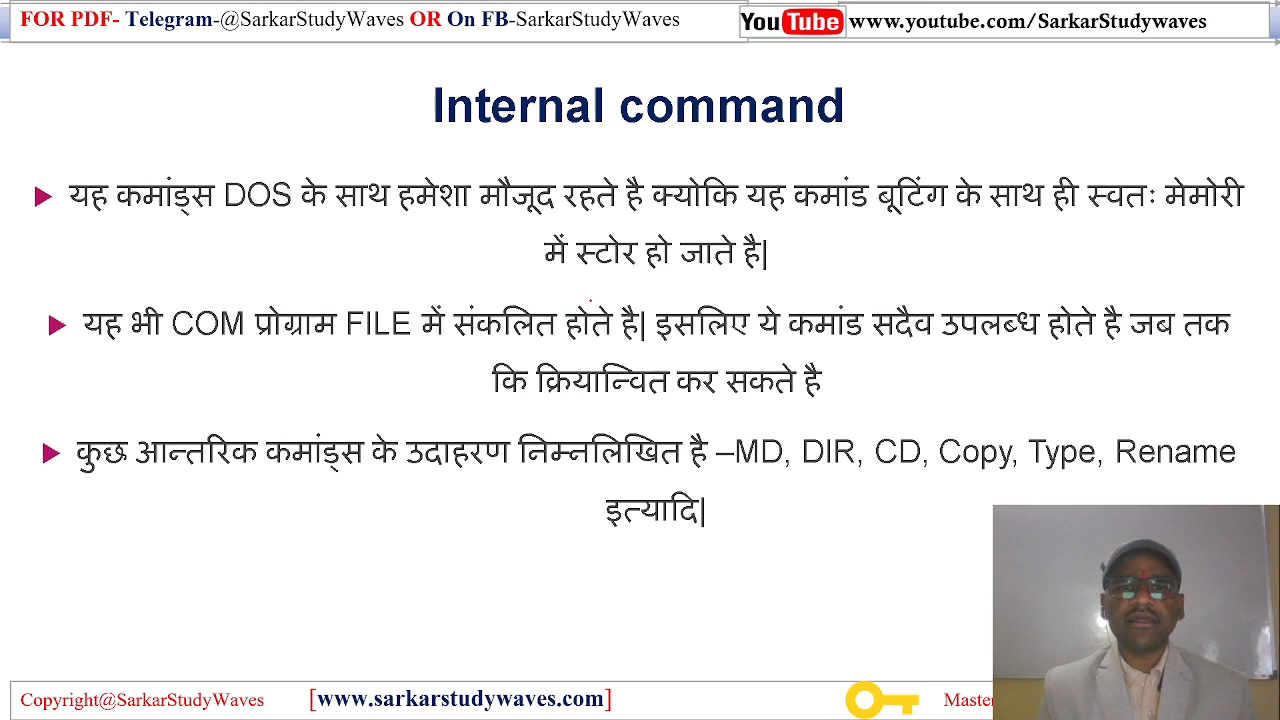 FOR PDF- Telegram-@SarkarStudyWaves OR On FB-SarkarStudyWaves
YouTube www.youtube.com/SarkarStudywaves
Internal command
यह कमांड्स DOS के साथ हमेशा मौजूद रहते है क्योकि यह कमांड बूटिंग के साथ ही स्वतः मेमोरी
में स्टोर हो जाते है|
यह भी COM प्रोग्राम FILE में संकलित होते है| इसलिए ये कमांड सदैव उपलब्ध होते है जब तक
कि क्रियान्वित कर सकते है
कुछ आन्तरिक कमांड्स के उदाहरण निम्नलिखित है –MD, DIR, CD, Copy, Type, Rename
इत्यादि|
Copyright@SarkarStudyWaves [www.sarkarstudywaves.com] Master